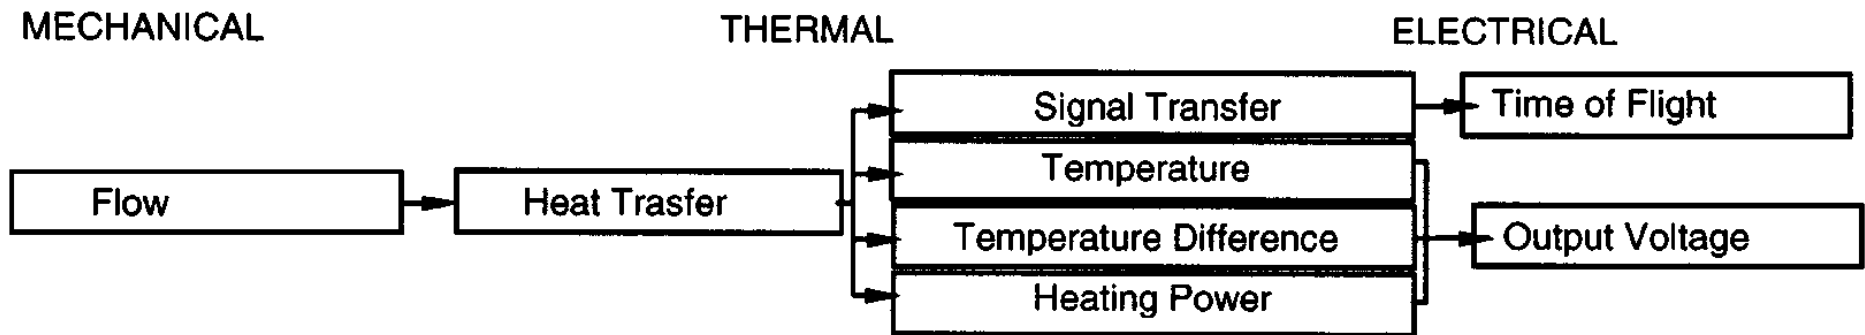 MECHANICAL
THERMAL
ELECTRICAL
Signal Transfer
Time of Flight
Temperature
Flow
Heat Trasfer
Temperature Difference
Output Voltage
Heating Power